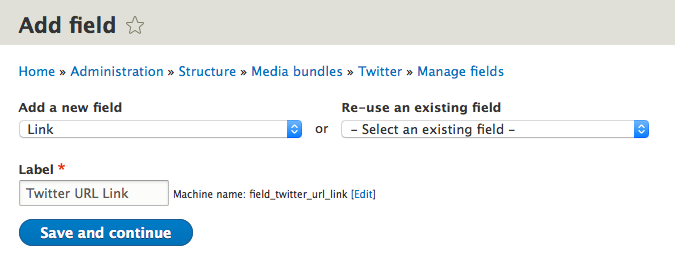 Add field
Home » Administration » Structure » Media bundles » Twitter » Manage fields
Add a new field
Re-use an existing field
Link
or
- Select an existing field -
Label *
Twitter URL Link
Machine name: field_twitter_url_link [Edit]
Save and continue